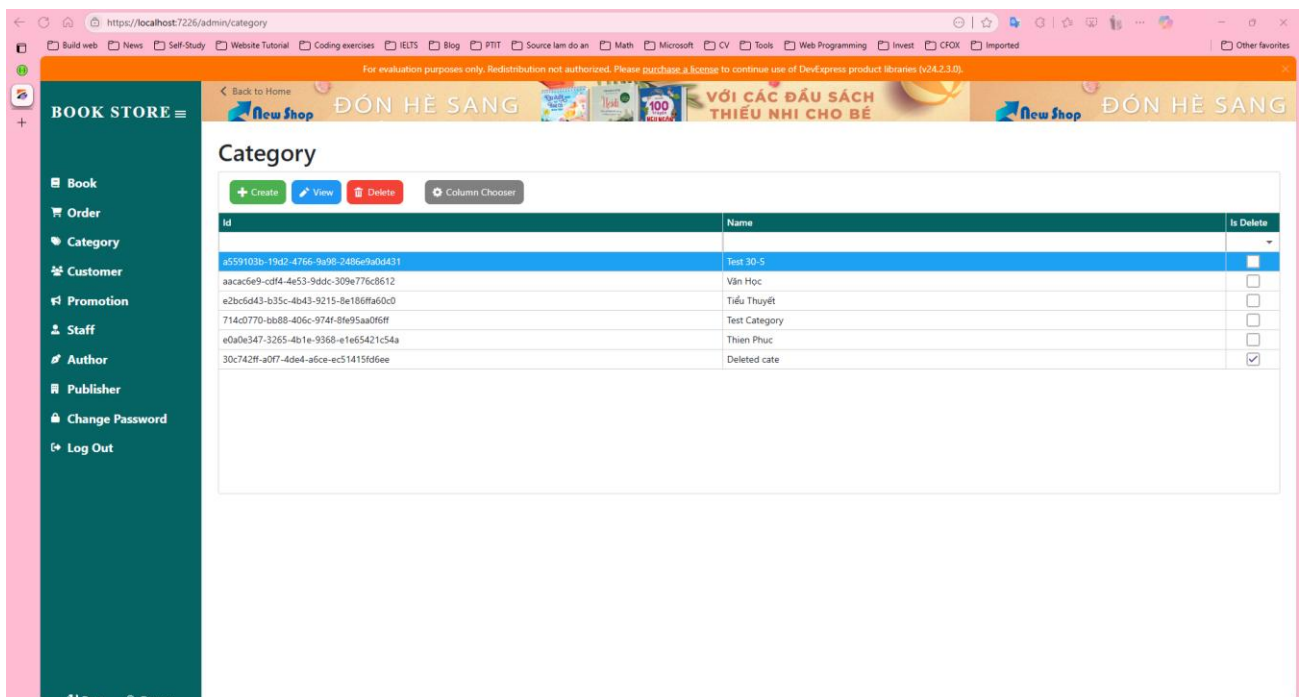 https://localhost:7226/admin/category
Build web News Self-Study Website Tutorial Coding exercises IELTS Blog PTIT Source lam do an Math Microsoft CV Tools Web Programming Invest CFOX Imported Other favorites
For evaluation purposes only. Redistribution not authorized. Please purchase a license to continue use of DevExpress product libraries (v24.2.3.0).
BOOK STORE
Back to Home
New Shop ĐÓN HÈ SANG
100
VỚI CÁC ĐẦU SÁCH
THIẾU NHI CHO BÉ
New Shop ĐÓN HÈ SANG
Book
Order
Category
Customer
Promotion
Staff
Author
Publisher
Change Password
Log Out
Category
Create View Delete Column Chooser
Id Name Is Delete
a559103b-19d2-4766-9a98-2486e9a0d431 Test 30-5
aacac6e9-cdf4-4e53-9ddc-309e776c8612 Văn Học
e2bc6d43-b35c-4b43-9215-8e186ffa60c0 Tiểu Thuyết
714c0770-bb88-406c-974f-8fe95aa0f6ff Test Category
e0a0e347-3265-4b1e-9368-e1e65421c54a Thien Phuc
30c742ff-a0f7-4de4-a6ce-ec51415fd6ee Deleted cate